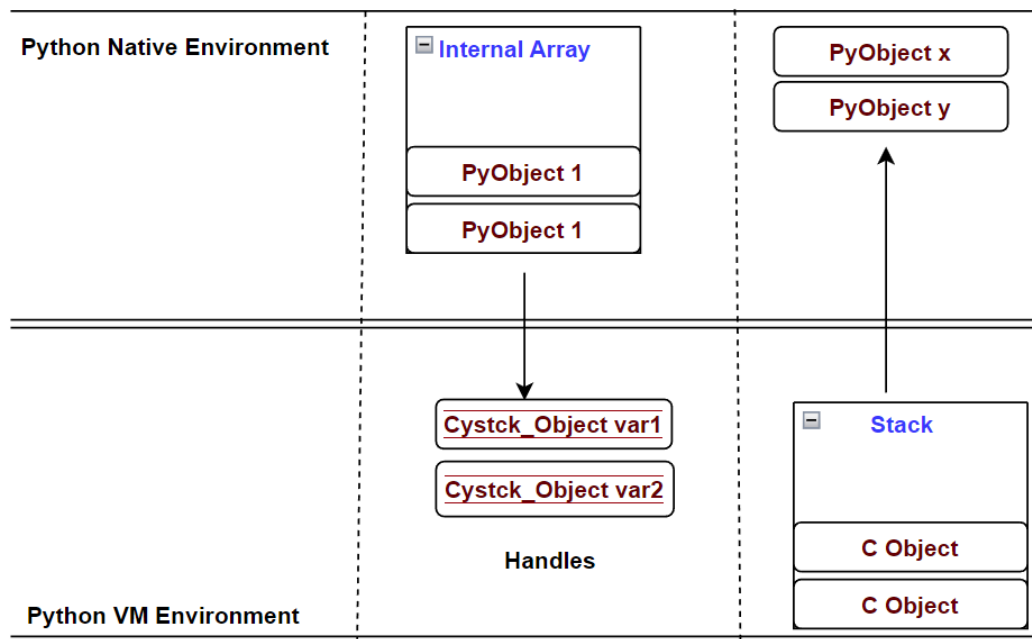 Python Native Environment
Internal Array
PyObject 1
PyObject 1
PyObject x
PyObject y
Cystck_Object var1
Cystck_Object var2
Handles
Stack
C Object
C Object
Python VM Environment